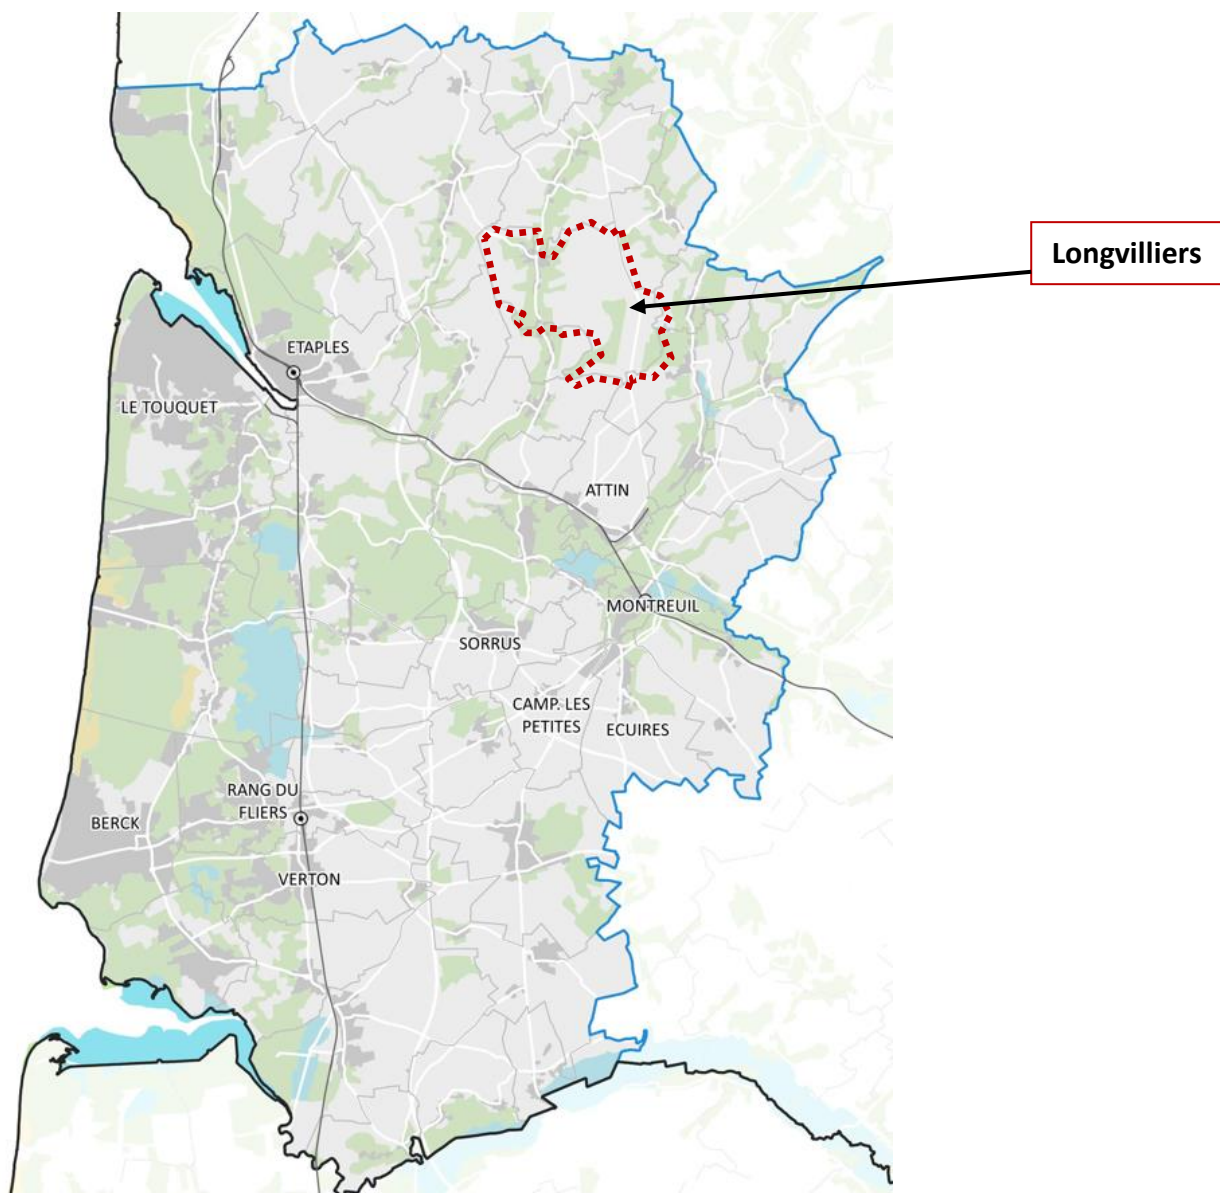 Longvilliers
ETAPLES
LE TOUQUET
ATTIN
MONTREUIL
SORRUS
CAMP. LES
PETITES
ECUIRES
RANG DU
FLIERS
BERCK
VERTON